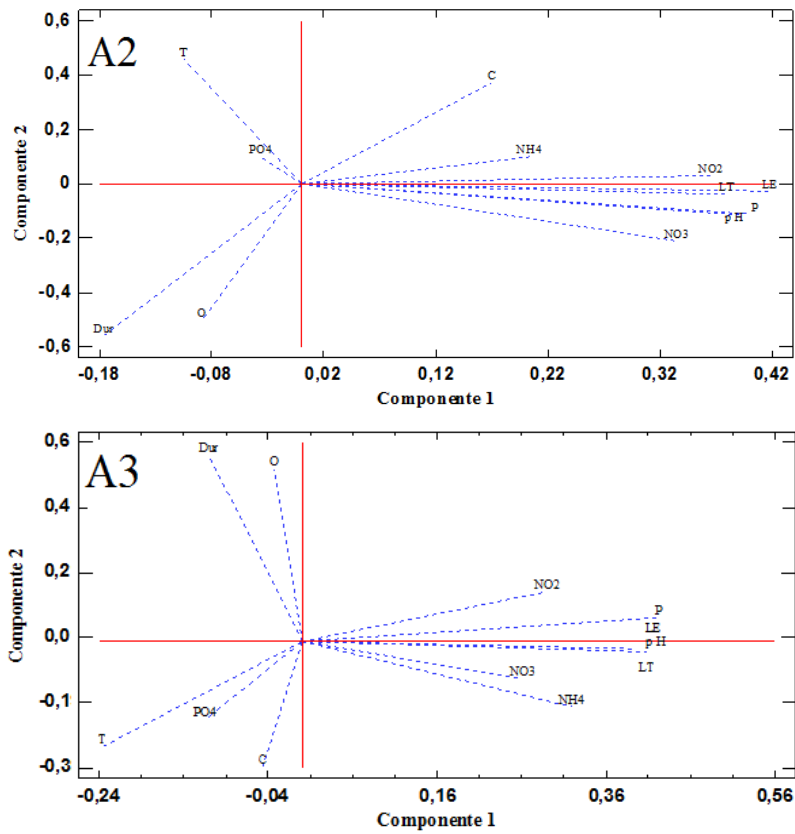 A2
0,6
0,4
0,2
0
-0,2
-0,4
-0,6
Componente 2
T
C
PO4
NH4
NO2
LT
LE
P
p H
NO3
O
Dur
-0,18
-0,08
0,02
0,12
0,22
0,32
0,42
Componente 1
A3
0,6
0,4
0,2
0,0
-0,1
-0,3
Componente 2
Dur
O
NO2
P
LE
p H
LT
NO3
NH4
PO4
T
C
-0,24
-0,04
0,16
0,36
0,56
Componente 1